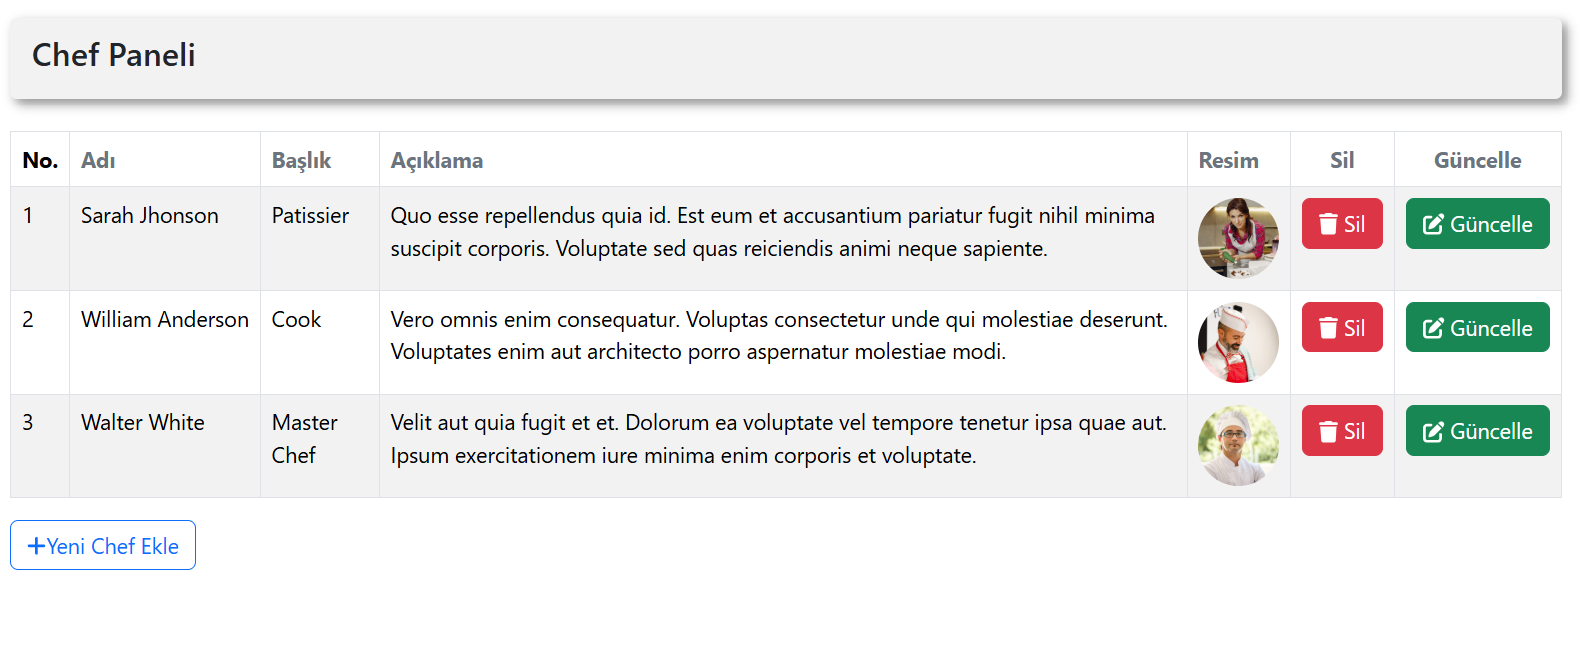 Chef Paneli
No. Adı Başlık Açıklama Resim Sil Güncelle
1 Sarah Jhonson Patissier Quo esse repellendus quia id. Est eum et accusantium pariatur fugit nihil minima
suscipit corporis. Voluptate sed quas reiciendis animi neque sapiente.
Sil Güncelle
2 William Anderson Cook Vero omnis enim consequatur. Voluptas consectetur unde qui molestiae deserunt.
Voluptates enim aut architecto porro aspernatur molestiae modi.
Sil Güncelle
3 Walter White Master
Chef
Velit aut quia fugit et et. Dolorum ea voluptate vel tempore tenetur ipsa quae aut.
Ipsum exercitationem iure minima enim corporis et voluptate.
Sil Güncelle
+Yeni Chef Ekle